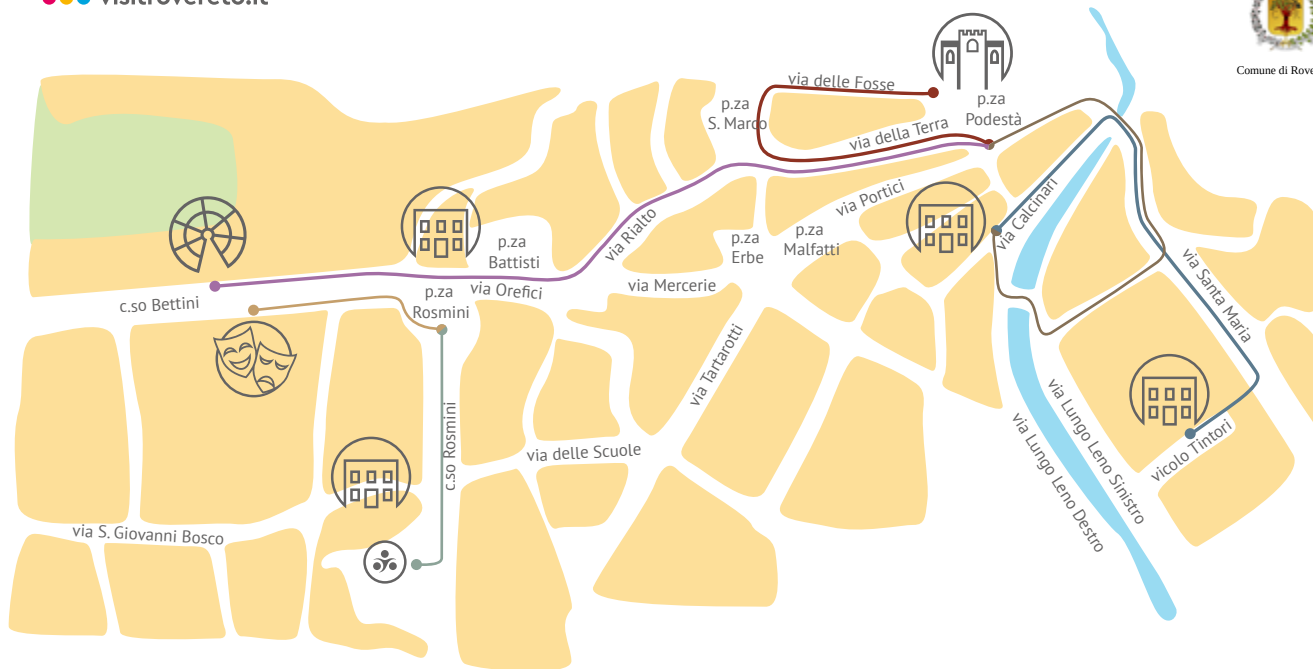 visitrovereto.it
Comune di Rove
via delle Fosse
p.za
S. Marco
p.za
Podestà
via della Terra
via Portici
via Calcinari
via Rialto
p.za
Battisti
p.za
Erbe
p.za
Malfatti
via Santa Maria
c.so Bettini
via Orefici
p.za
Rosmini
via Mercerie
via Tartarotti
c.so Rosmini
via delle Scuole
via Lungo Leno Sinistro
via Lungo Leno Destro
vicolo Tintori
via S. Giovanni Bosco